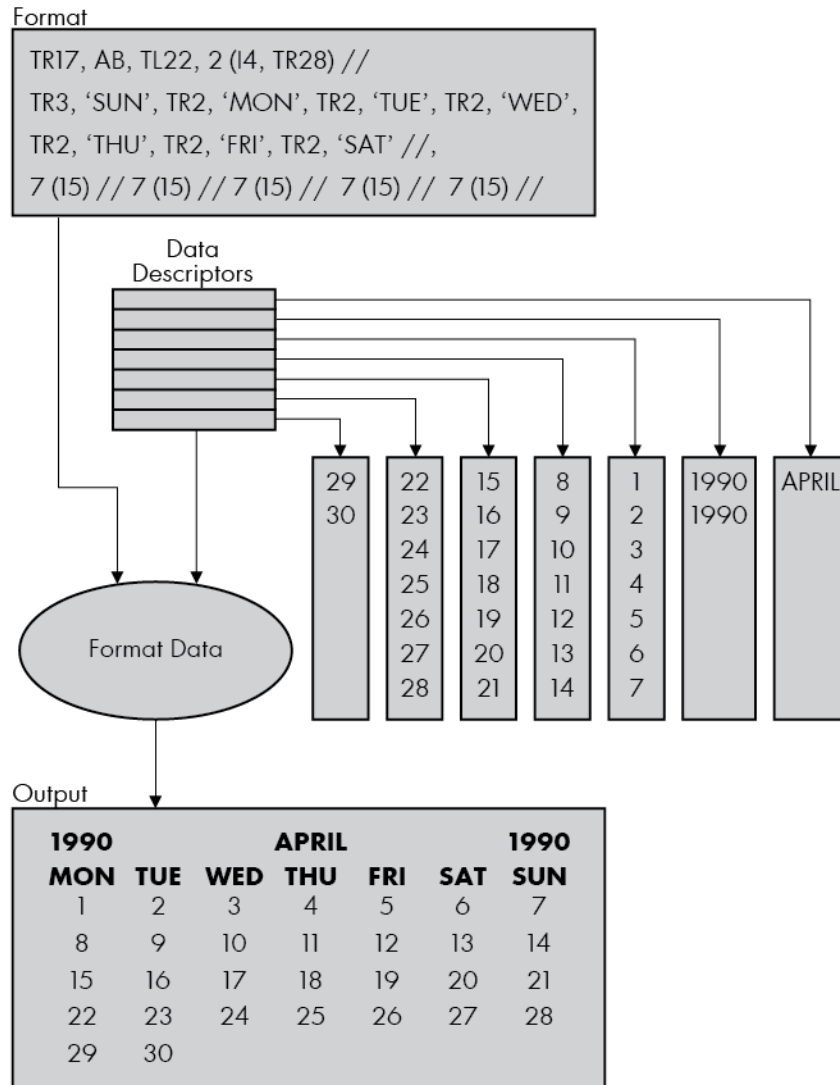 Format
TR17, AB, TL22, 2 (I4, TR28) //
TR3, ‘SUN’, TR2, ‘MON’, TR2, ‘TUE’, TR2, ‘WED’,
TR2, ‘THU’, TR2, ‘FRI’, TR2, ‘SAT’ //,
7 (15) // 7 (15) // 7 (15) // 7 (15) // 7 (15) //
Data
Descriptors
29 22 15 8 1 1990 APRIL
30 23 16 9 2 1990
24 17 10 3
25 18 11 4
26 19 12 5
27 20 13 6
28 21 14 7
Format Data
Output
1990 APRIL 1990
MON TUE WED THU FRI SAT SUN
1 2 3 4 5 6 7
8 9 10 11 12 13 14
15 16 17 18 19 20 21
22 23 24 25 26 27 28
29 30